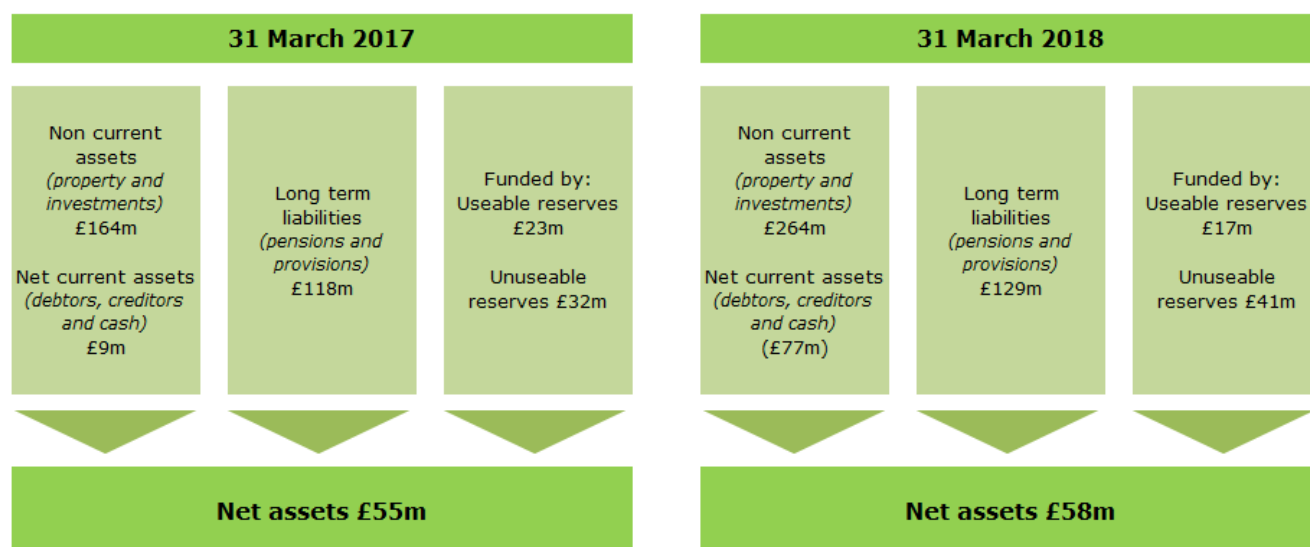 31 March 2017
Non current
assets
(property and
investments)
£164m
Net current assets
(debtors, creditors
and cash)
£9m
Long term
liabilities
(pensions and
provisions)
£118m
Funded by:
Useable reserves
£23m
Unuseable
reserves £32m
Net assets £55m
31 March 2018
Non current
assets
(property and
investments)
£264m
Net current assets
(debtors, creditors
and cash)
(£77m)
Long term
liabilities
(pensions and
provisions)
£129m
Funded by:
Useable reserves
£17m
Unuseable
reserves £41m
Net assets £58m